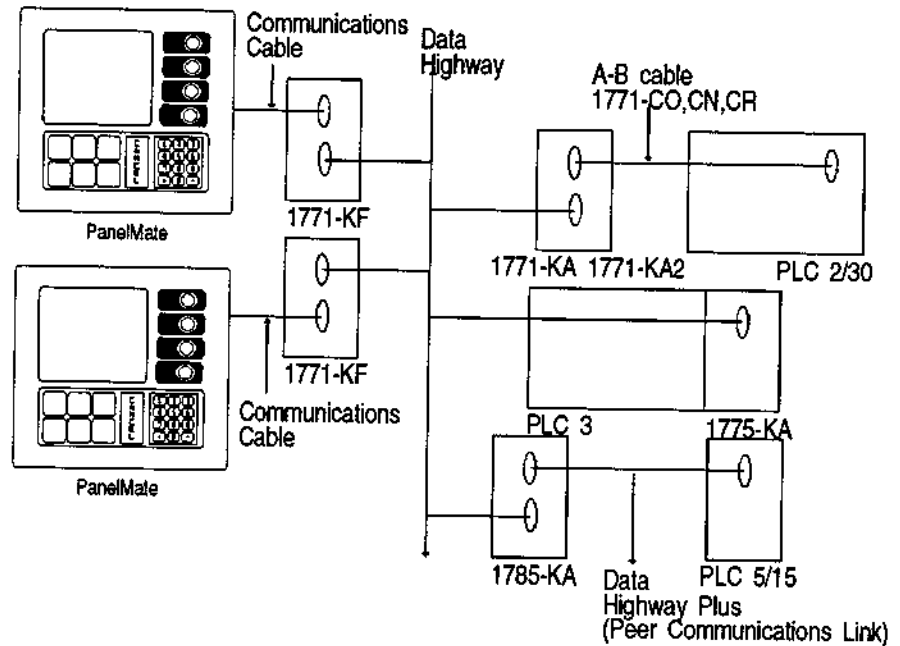 Communications
Cable
Data
Highway
A-B cable
1771-CO,CN,CR
1771-KF
PanelMate
1771-KA 1771-KA2
PLC 2/30
1771-KF
Communications
Cable
PLC 3
1775-KA
PanelMate
1785-KA
PLC 5/15
Data
Highway Plus
(Peer Communications Link)